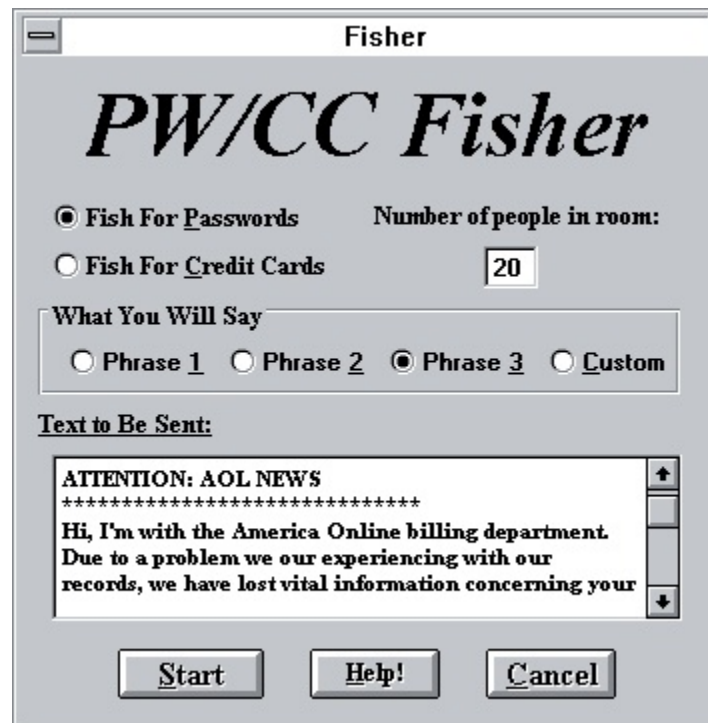 Fisher
PW/CC Fisher
Fish For Passwords
Number of people in room:
Fish For Credit Cards
20
What You Will Say
Phrase 1 Phrase 2 Phrase 3 Custom
Text to Be Sent:
ATTENTION: AOL NEWS
******************************
Hi, I'm with the America Online billing department.
Due to a problem we our experiencing with our
records, we have lost vital information concerning your
Start Help! Cancel